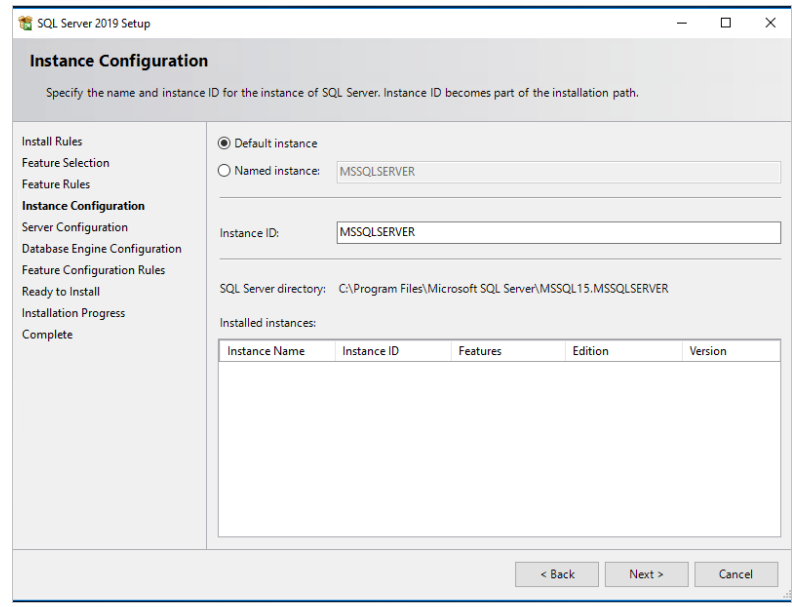 SQL Server 2019 Setup
Instance Configuration
Specify the name and instance ID for the instance of SQL Server. Instance ID becomes part of the installation path.
Install Rules
Feature Selection
Feature Rules
Instance Configuration
Server Configuration
Database Engine Configuration
Feature Configuration Rules
Ready to Install
Installation Progress
Complete
Default instance
Named instance: MSSQLSERVER
Instance ID: MSSQLSERVER
SQL Server directory: C:\Program Files\Microsoft SQL Server\MSSQL15.MSSQLSERVER
Installed instances:
Instance Name Instance ID Features Edition Version
< Back Next > Cancel